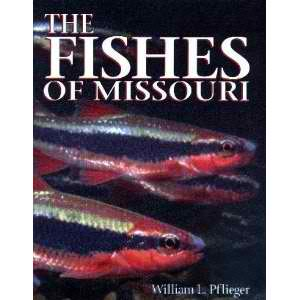 THE
FISHES
OF MISSOURI
William L. Pflieger